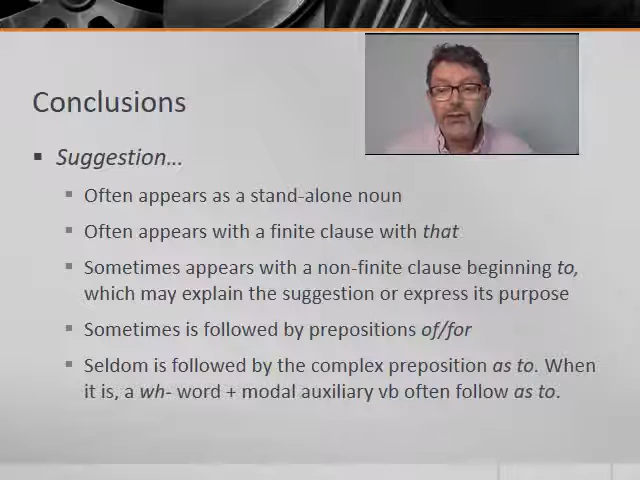 Conclusions
▪ Suggestion…
▪ Often appears as a stand-alone noun
▪ Often appears with a finite clause with that
▪ Sometimes appears with a non-finite clause beginning to,
which may explain the suggestion or express its purpose
▪ Sometimes is followed by prepositions of/for
▪ Seldom is followed by the complex preposition as to. When
it is, a wh- word + modal auxiliary vb often follow as to.